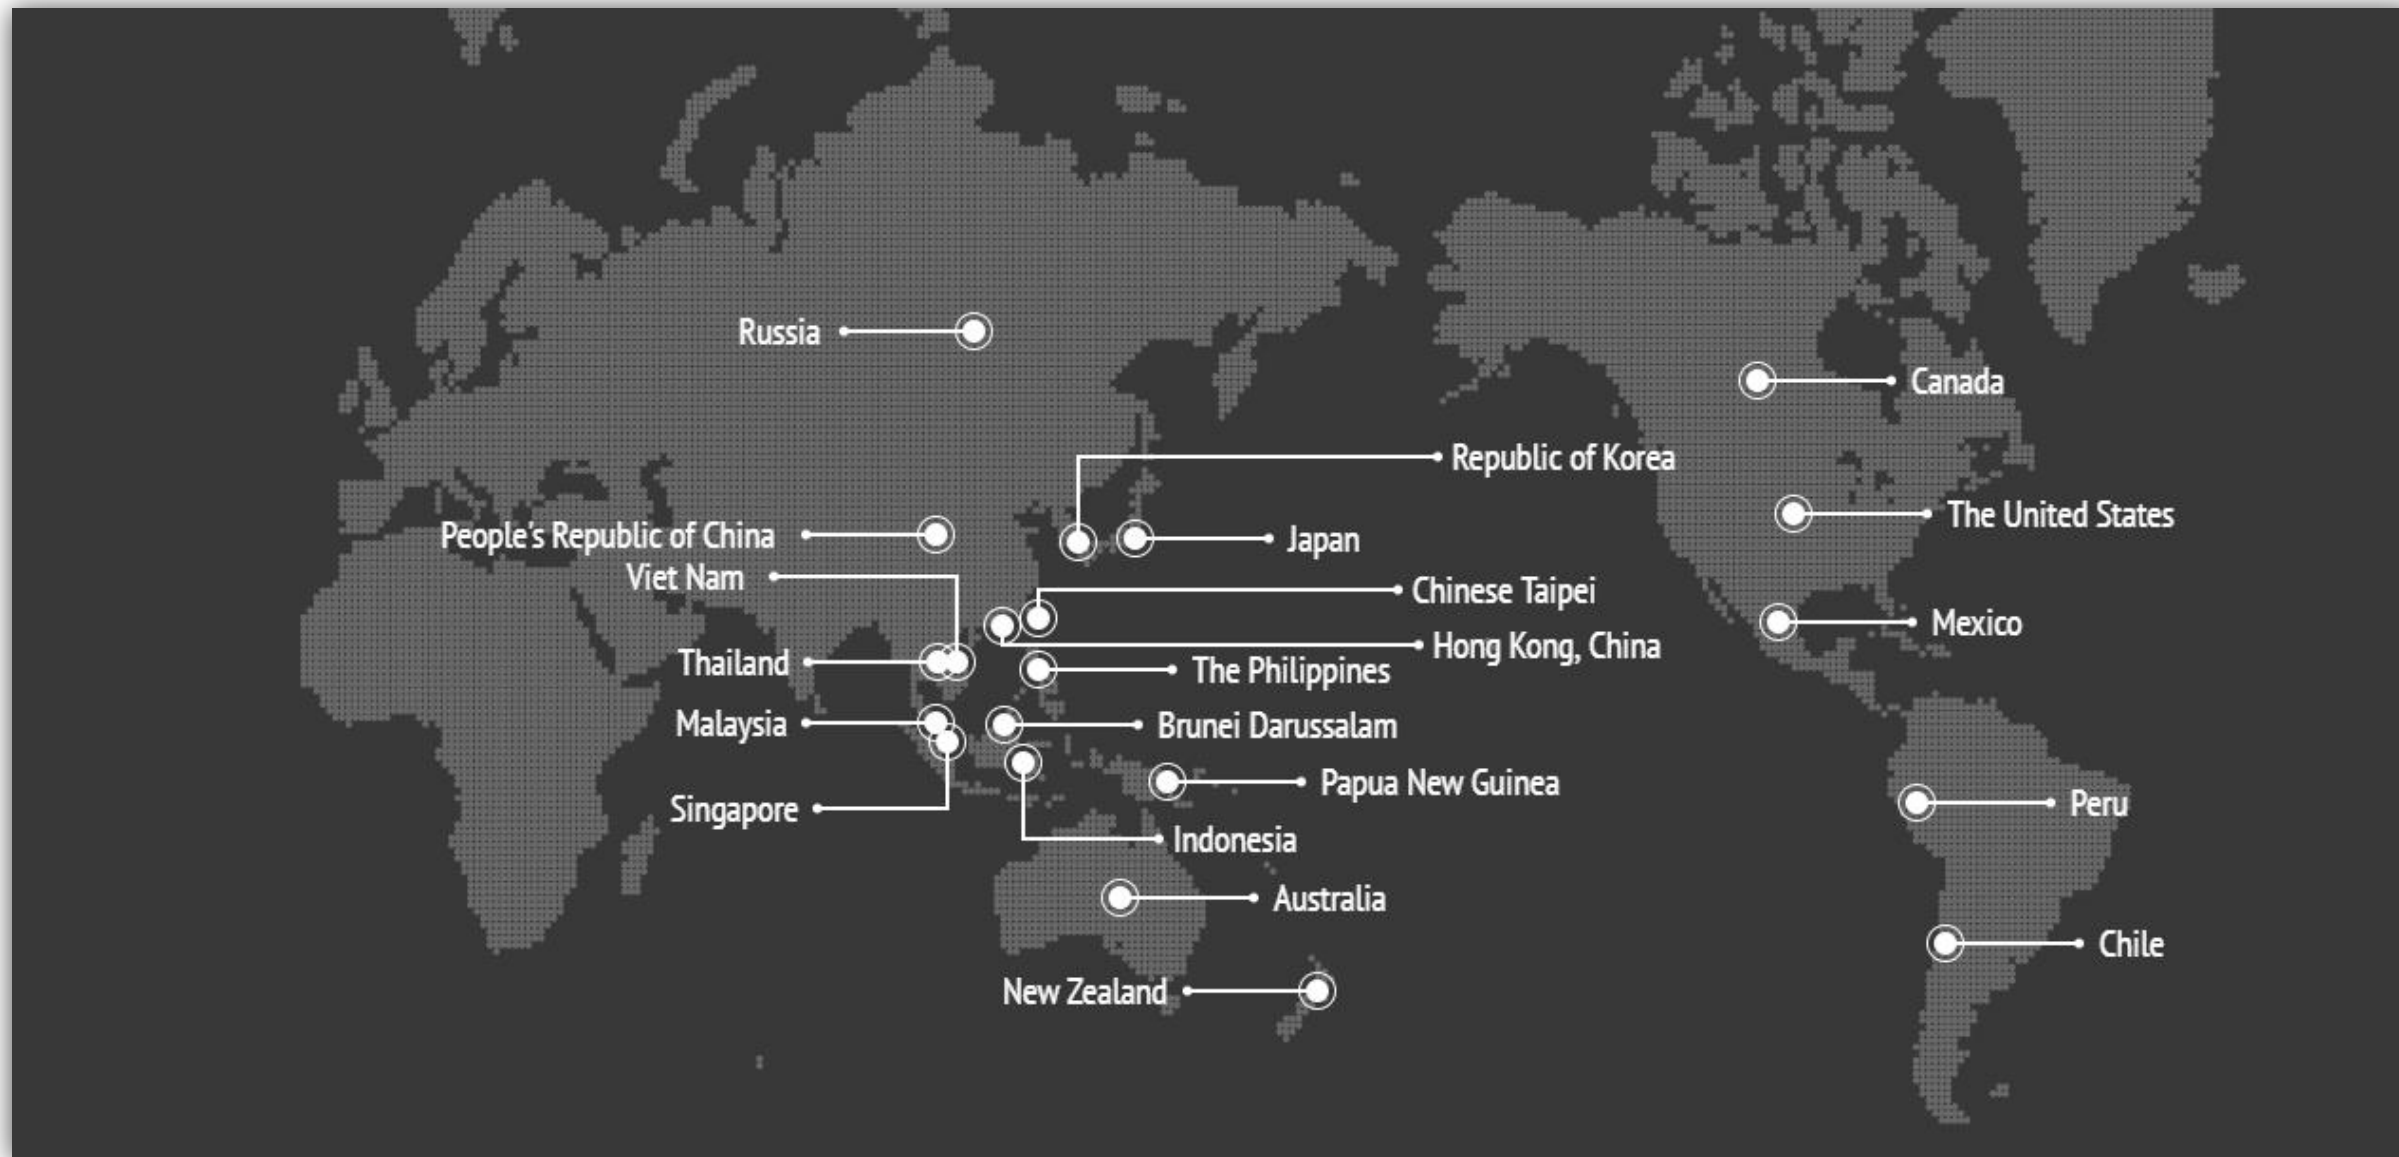 Russia
Canada
Republic of Korea
The United States
People's Republic of China
Japan
Viet Nam
Chinese Taipei
Mexico
Hong Kong, China
Thailand
The Philippines
Malaysia
Brunei Darussalam
Papua New Guinea
Peru
Singapore
Indonesia
Australia
Chile
New Zealand